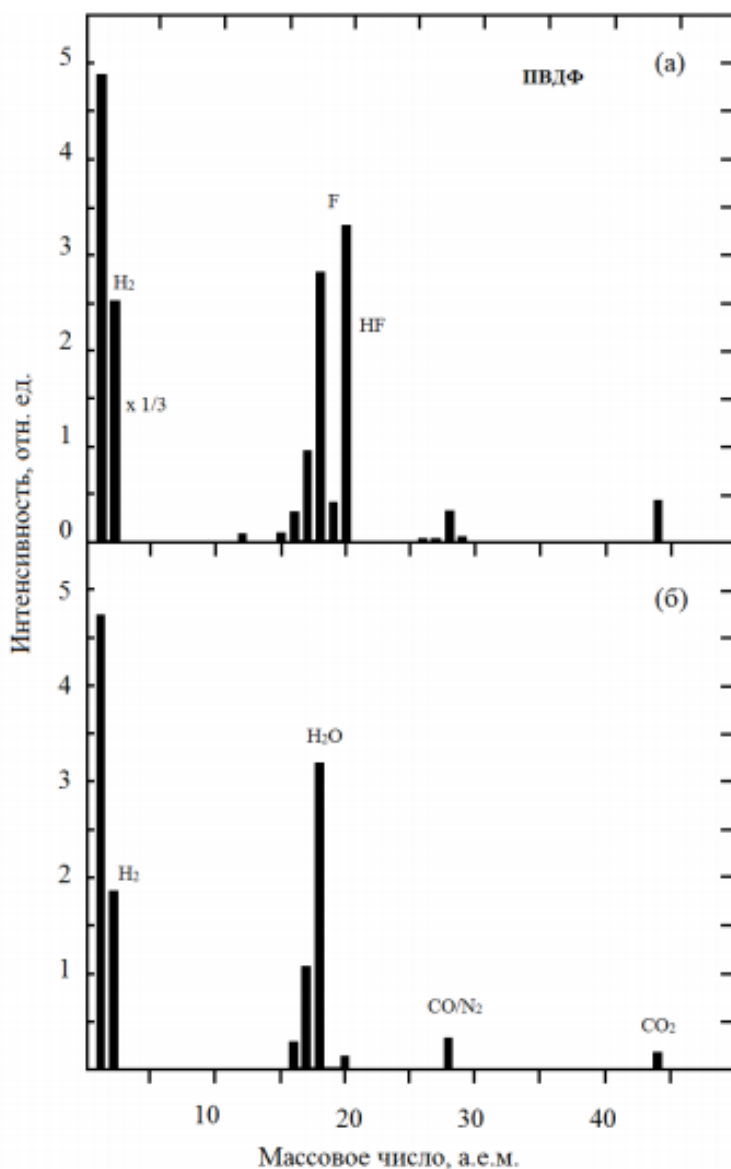 5
(а)
ПВДФ
4
F
3
H₂
HF
2
x 1/3
1
0
Интенсивность, отн. ед.
5
(б)
4
H₂O
3
H₂
2
1
CO/N₂
CO₂
10 20 30 40
Массовое число, а.е.м.